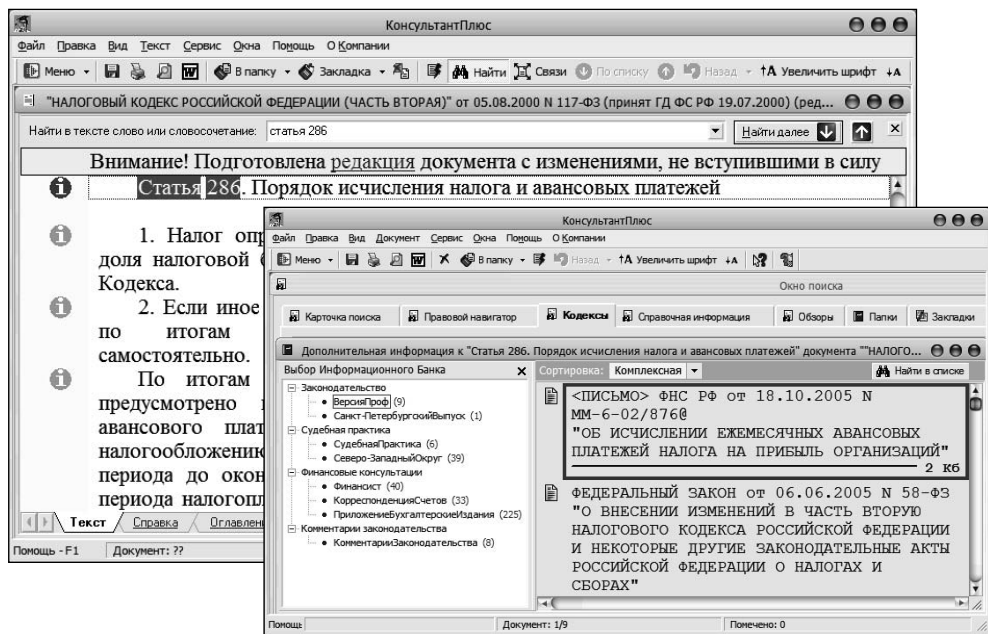 КонсультантПлюс
Файл Правка Вид Текст Сервис Окна Помощь О Компании
Меню В папку Закладка Найти Связи По списку Назад Увеличить шрифт
"НАЛОГОВЫЙ КОДЕКС РОССИЙСКОЙ ФЕДЕРАЦИИ (ЧАСТЬ ВТОРАЯ)" от 05.08.2000 N 117-ФЗ (принят ГД ФС РФ 19.07.2000) (ред...
Найти в тексте слово или словосочетание: статья 286 Найти далее
Внимание! Подготовлена редакция документа с изменениями, не вступившими в силу
Статья 286. Порядок исчисления налога и авансовых платежей
1. Налог опр
доля налоговой
Кодекса.
2. Если иное
по итогам
самостоятельно.
По итогам
предусмотрено
авансового плат
налогообложению
периода до окон
периода налогопл
Текст Справка Оглавлен
Помощь - F1 Документ: ??
КонсультантПлюс
Файл Правка Вид Документ Сервис Окна Помощь О Компании
Меню В папку Назад Увеличить шрифт
Окно поиска
Карточка поиска Правовой навигатор Кодексы Справочная информация Обзоры Папки Закладки
Дополнительная информация к "Статья 286. Порядок исчисления налога и авансовых платежей" документа ""НАЛОГО...
Выбор Информационного Банка
Законодательство
ВерсияПроф (9)
Санкт-ПетербургскийВыпуск (1)
Судебная практика
СудебнаяПрактика (6)
Северо-ЗападныйОкруг (39)
Финансовые консультации
Финансист (40)
КорреспонденцияСчетов (33)
ПриложениеБухгалтерскиеИздания (225)
Комментарии законодательства
КомментарииЗаконодательства (8)
Сортировка: Комплексная Найти в списке
<ПИСЬМО> ФНС РФ от 18.10.2005 N
ММ-6-02/876@
"ОБ ИСЧИСЛЕНИИ ЕЖЕМЕСЯЧНЫХ АВАНСОВЫХ
ПЛАТЕЖЕЙ НАЛОГА НА ПРИБЫЛЬ ОРГАНИЗАЦИЙ"
2 Кб
ФЕДЕРАЛЬНЫЙ ЗАКОН от 06.06.2005 N 58-ФЗ
"О ВНЕСЕНИИ ИЗМЕНЕНИЙ В ЧАСТЬ ВТОРУЮ
НАЛОГОВОГО КОДЕКСА РОССИЙСКОЙ ФЕДЕРАЦИИ
И НЕКОТОРЫЕ ДРУГИЕ ЗАКОНОДАТЕЛЬНЫЕ АКТЫ
РОССИЙСКОЙ ФЕДЕРАЦИИ О НАЛОГАХ И
СБОРАХ"
Помощь Документ: 1/9 Помечено: 0